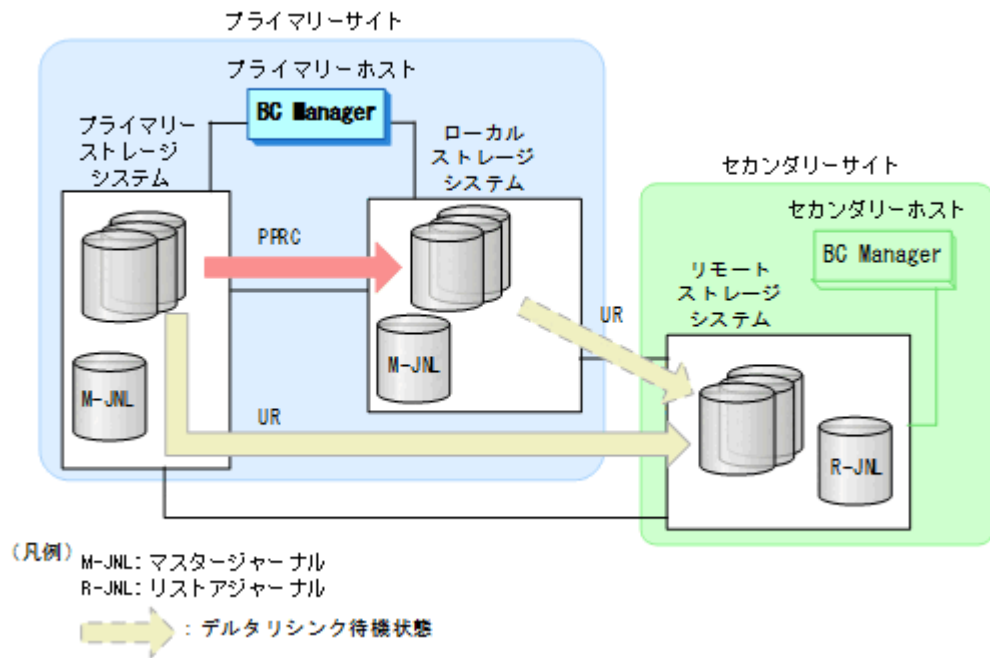 プライマリーサイト
プライマリーホスト
BC Manager
プライマリー
ストレージ
システム
ローカル
ストレージ
システム
セカンダリーサイト
セカンダリーホスト
BC Manager
リモート
ストレージ
システム
PPRC
UR
M-JNL
M-JNL
UR
R-JNL
(凡例)
M-JNL: マスタージャーナル
R-JNL: リストアジャーナル
: デルタリシンク待機状態